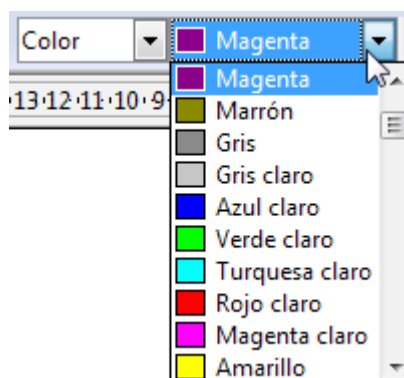 Color Magenta
Magenta
·13·12·11·10·9·
Marrón
Gris
Gris claro
Azul claro
Verde claro
Turquesa claro
Rojo claro
Magenta claro
Amarillo